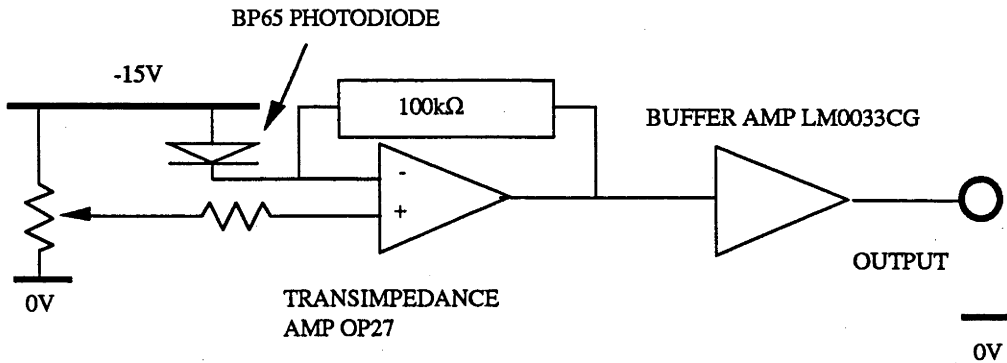 BP65 PHOTODIODE
-15V
100kΩ
BUFFER AMP LM0033CG
-
+
OUTPUT
0V
TRANSIMPEDANCE
AMP OP27
0V